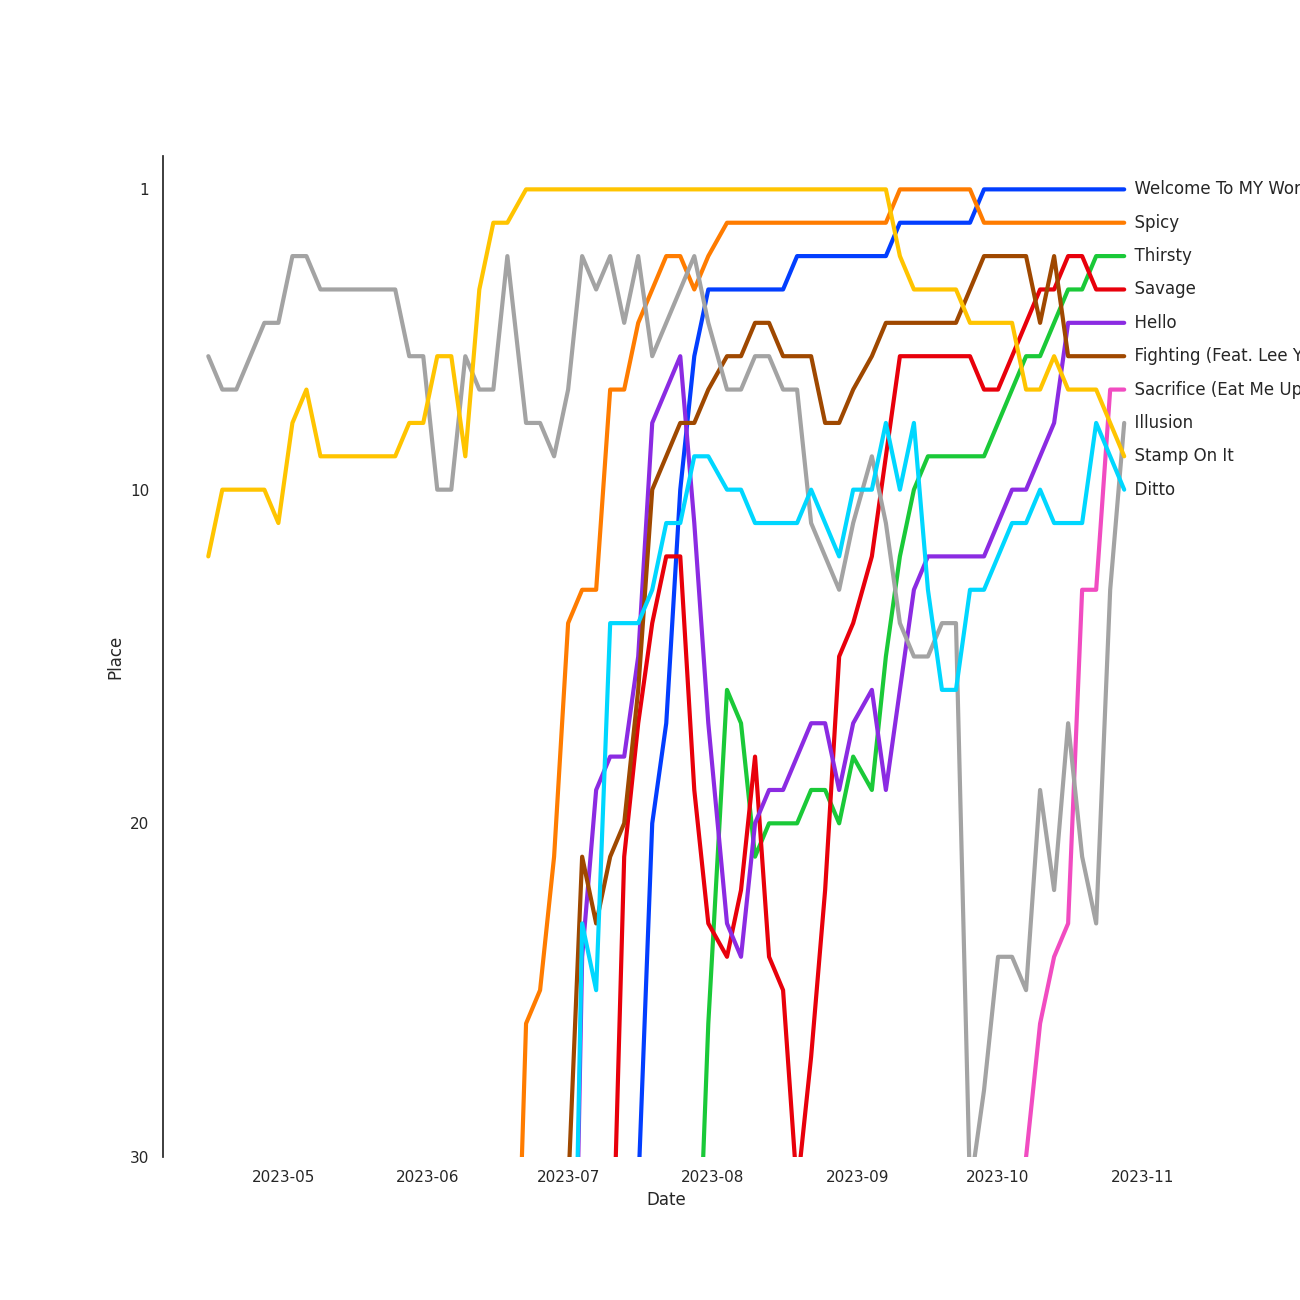 1
10
20
30
Place
2023-05
2023-06
2023-07
2023-08
2023-09
2023-10
2023-11
Date
Welcome To MY Wor
Spicy
Thirsty
Savage
Hello
Fighting (Feat. Lee Y
Sacrifice (Eat Me Up
Illusion
Stamp On It
Ditto